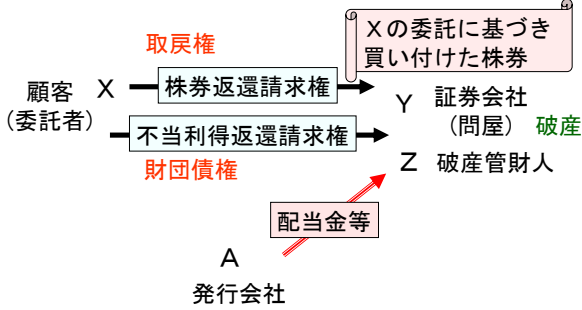 Xの委託に基づき
買い付けた株券
取戻権
顧客
(委託者)
X
株券返還請求権
Y 証券会社
(問屋) 破産
不当利得返還請求権
Z 破産管財人
財団債権
配当金等
A
発行会社